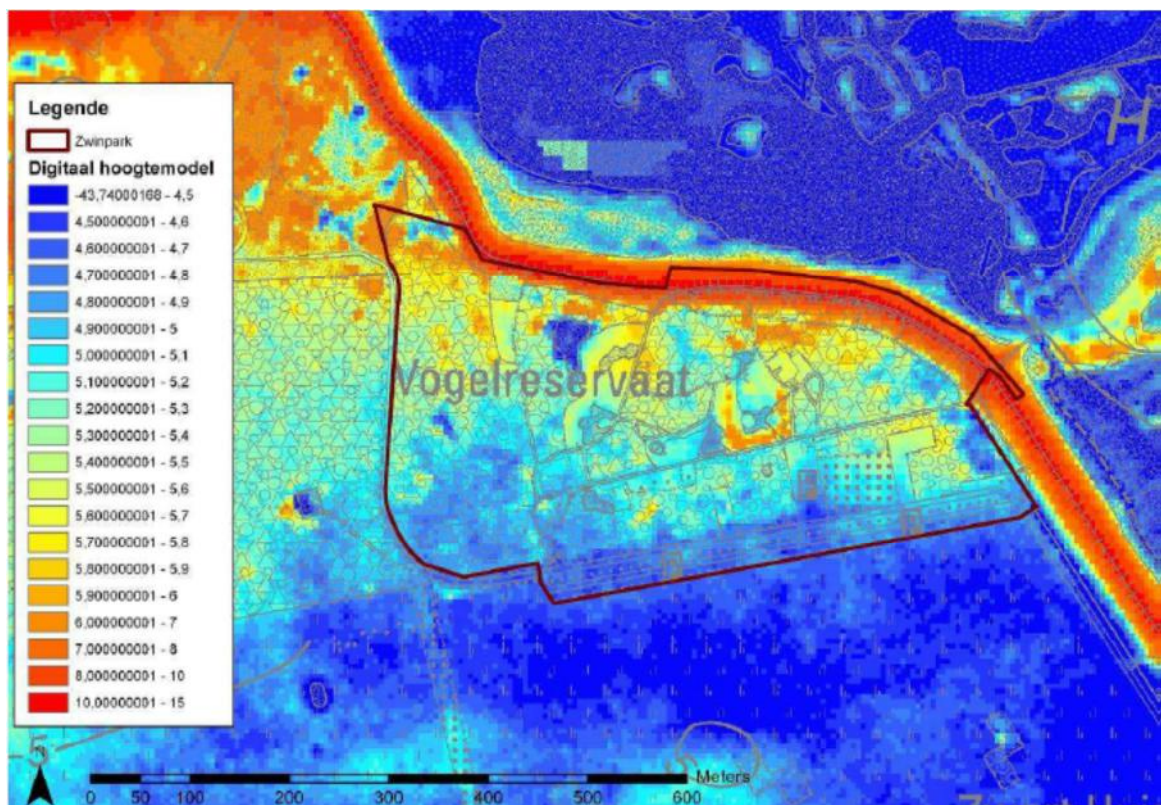 Legende
Zwinpark
Digitaal hoogtemodel
-43,74000168 - 4,5
4,500000001 - 4,6
4,600000001 - 4,7
4,700000001 - 4,8
4,800000001 - 4,9
4,900000001 - 5
5,000000001 - 5,1
5,100000001 - 5,2
5,200000001 - 5,3
5,300000001 - 5,4
5,400000001 - 5,5
5,500000001 - 5,6
5,600000001 - 5,7
5,700000001 - 5,8
5,800000001 - 5,9
5,900000001 - 6
6,000000001 - 7
7,000000001 - 8
8,000000001 - 10
10,00000001 - 15
H
Vogelreservaat
5
Meters
0 50 100 200 300 400 500 600